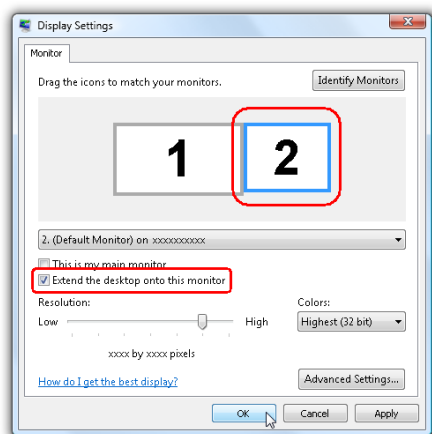 Display Settings
Monitor
Drag the icons to match your monitors.
Identify Monitors
1
2
2. (Default Monitor) on xxxxxxxxxx
This is my main monitor
Extend the desktop onto this monitor
Resolution:
Colors:
Low
High
Highest (32 bit)
xxxx by xxxx pixels
How do I get the best display?
Advanced Settings...
OK
Cancel
Apply